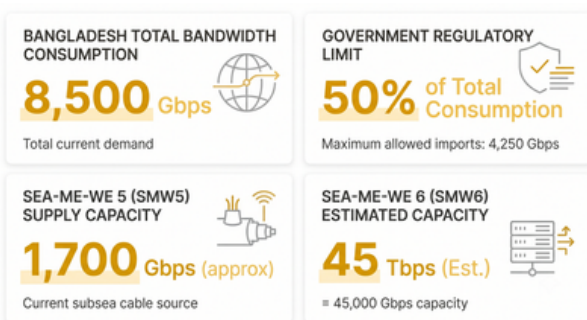 BANGLADESH TOTAL BANDWIDTH
CONSUMPTION
8,500 Gbps
Total current demand
GOVERNMENT REGULATORY
LIMIT
50% of Total
Consumption
Maximum allowed imports: 4,250 Gbps
SEA-ME-WE 5 (SMW5)
SUPPLY CAPACITY
1,700 Gbps (approx)
Current subsea cable source
SEA-ME-WE 6 (SMW6)
ESTIMATED CAPACITY
45 Tbps (Est.)
= 45,000 Gbps capacity